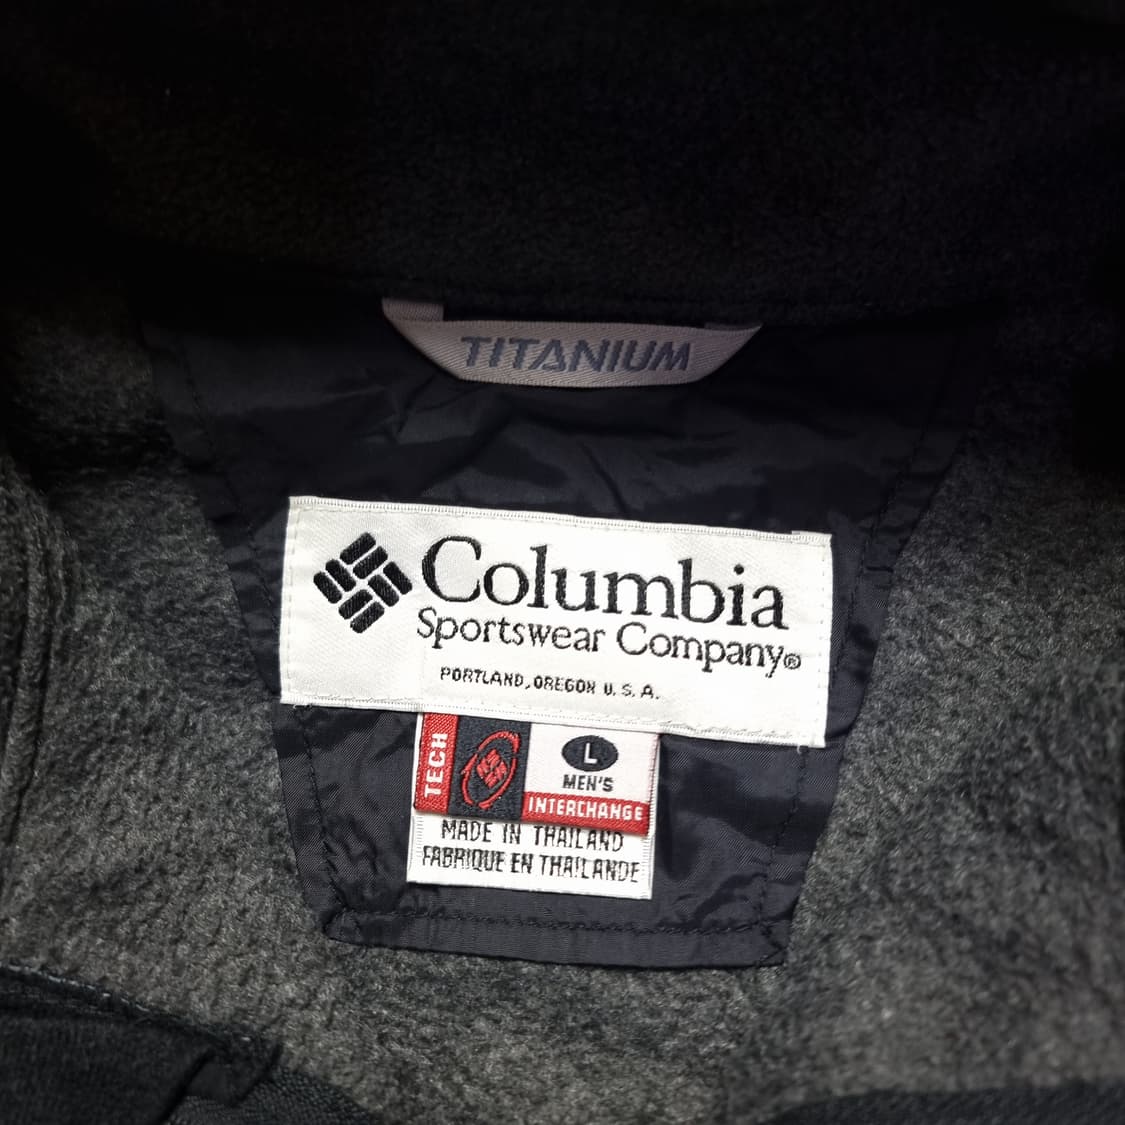 TITANIUM
Columbia
Sportswear Company®
PORTLAND, OREGON U.S.A.
TECH
L
MEN'S
INTERCHANGE
MADE IN THAILAND
FABRIQUE EN THAILANDE